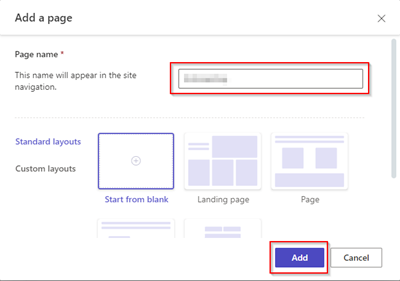 Add a page
Page name *
This name will appear in the site
navigation.
Standard layouts
Custom layouts
Start from blank
Landing page
Page
Add
Cancel